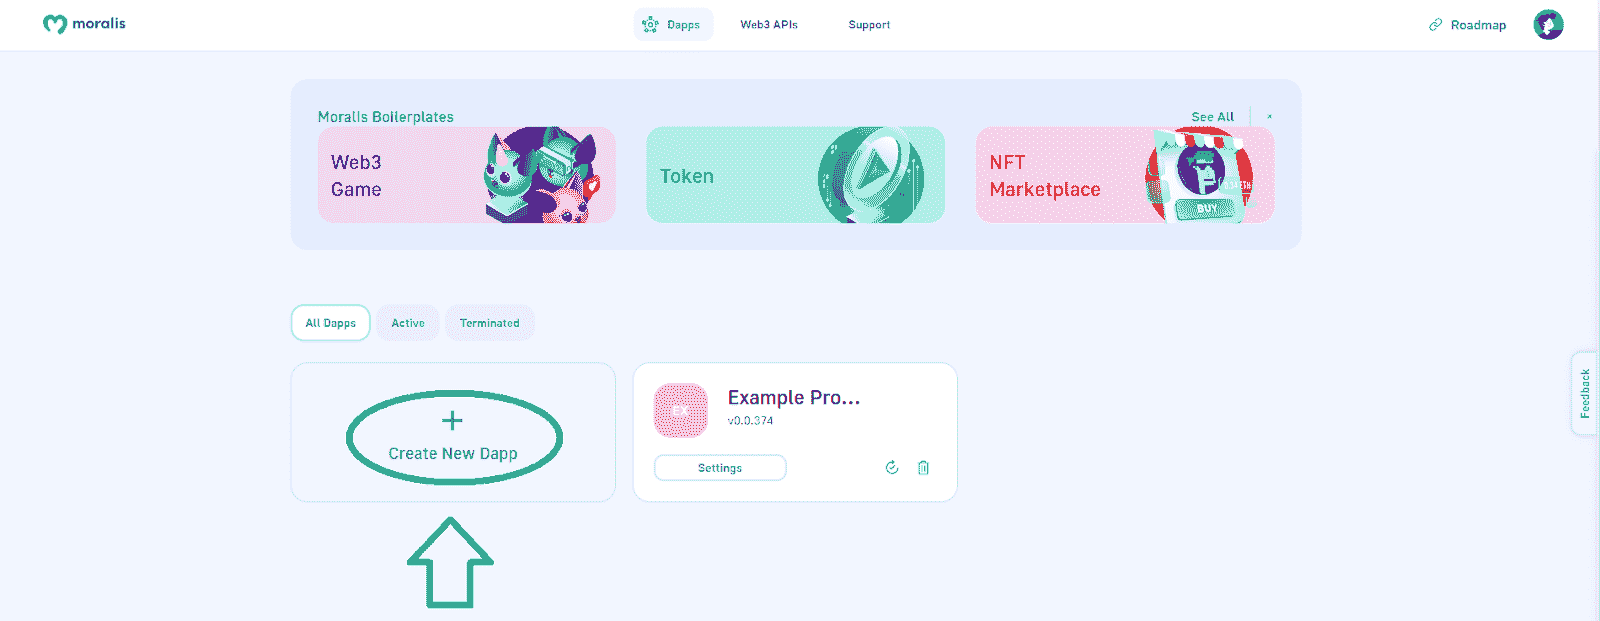 moralis
Dapps
Web3 APIs
Support
Roadmap
Moralis Boilerplates
See All
×
Web3
Game
Token
NFT
Marketplace
BUY
All Dapps
Active
Terminated
+
Create New Dapp
EX
Example Pro...
v0.0.374
Settings
Feedback